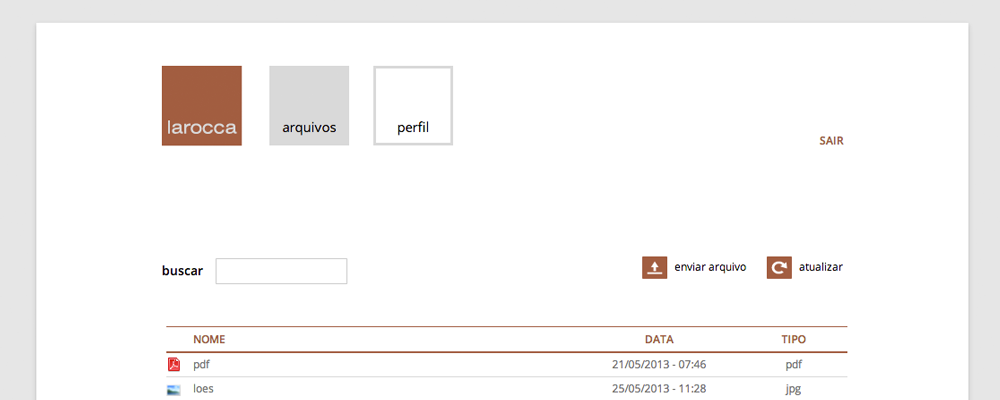 larocca arquivos perfil
SAIR
buscar enviar arquivo atualizar
NOME DATA TIPO
pdf 21/05/2013 - 07:46 pdf
loes 25/05/2013 - 11:28 jpg